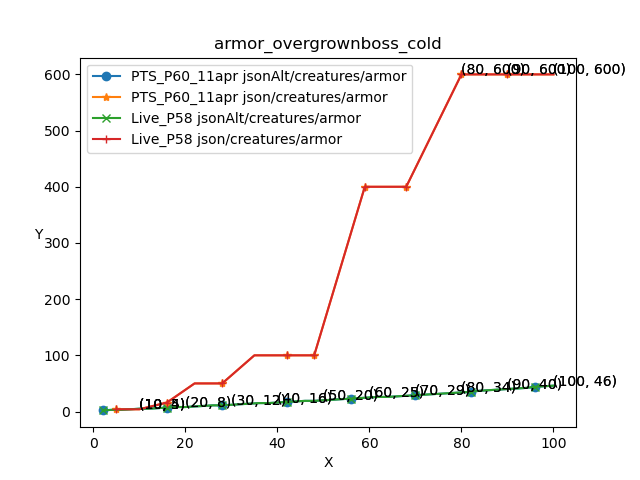 armor_overgrownboss_cold
PTS_P60_11apr jsonAlt/creatures/armor
PTS_P60_11apr json/creatures/armor
Live_P58 jsonAlt/creatures/armor
Live_P58 json/creatures/armor
(80, 600) (90, 600) (100, 600)
600
500
400
300
200
100
0
Y
(20, 8) (30, 12) (40, 16) (50, 20) (60, 25) (70, 29) (80, 34) (90, 40) (100, 46)
0 20 40 60 80 100
X